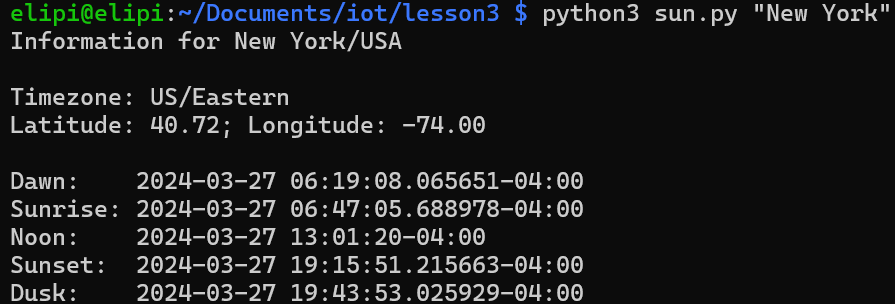 elipi@elipi:~/Documents/iot/lesson3 $ python3 sun.py "New York"
Information for New York/USA
Timezone: US/Eastern
Latitude: 40.72; Longitude: -74.00
Dawn:    2024-03-27 06:19:08.065651-04:00
Sunrise: 2024-03-27 06:47:05.688978-04:00
Noon:    2024-03-27 13:01:20-04:00
Sunset:  2024-03-27 19:15:51.215663-04:00
Dusk:    2024-03-27 19:43:53.025929-04:00